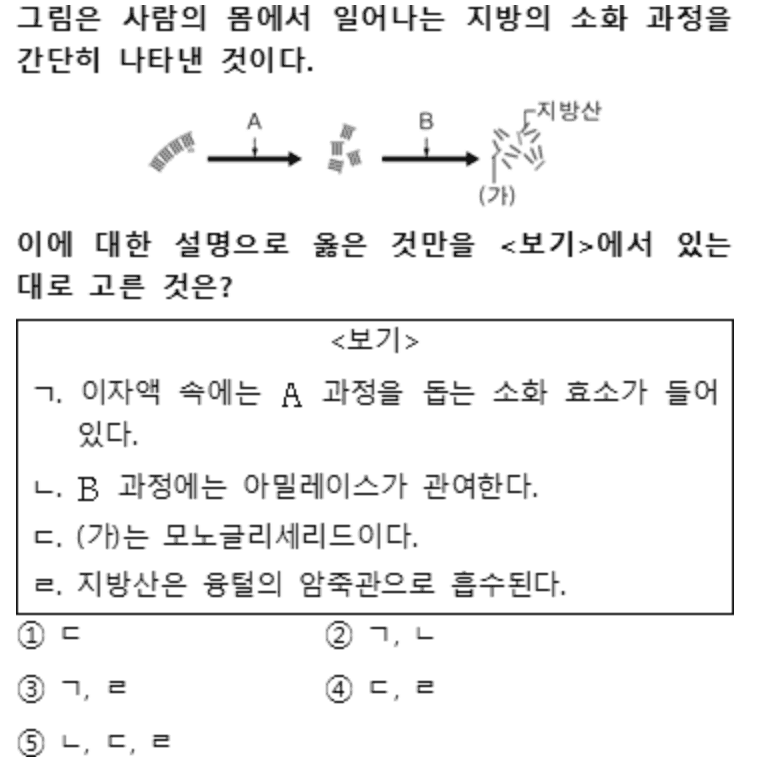 그림은 사람의 몸에서 일어나는 지방의 소화 과정을
간단히 나타낸 것이다.
A
B
지방산
(가)
이에 대한 설명으로 옳은 것만을 <보기>에서 있는
대로 고른 것은?
<보기>
ㄱ. 이자액 속에는 A 과정을 돕는 소화 효소가 들어
있다.
ㄴ. B 과정에는 아밀레이스가 관여한다.
ㄷ. (가)는 모노글리세리드이다.
ㄹ. 지방산은 융털의 암죽관으로 흡수된다.
① ㄷ ② ㄱ, ㄴ
③ ㄱ, ㄹ ④ ㄷ, ㄹ
⑤ ㄴ, ㄷ, ㄹ